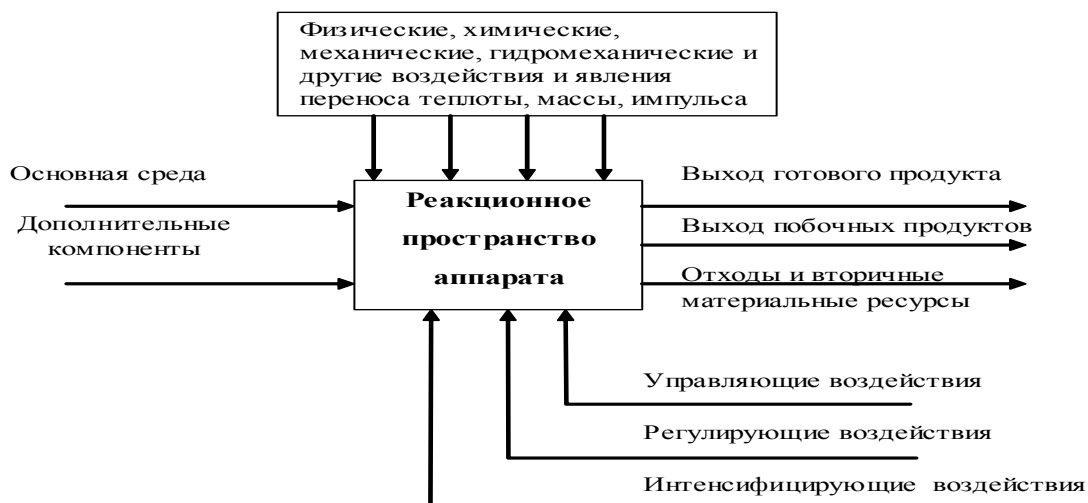 Физические, химические,
механические, гидромеханические и
другие воздействия и явления
переноса теплоты, массы, импульса
Основная среда
Дополнительные
компоненты
Реакционное
пространство
аппарата
Выход готового продукта
Выход побочных продуктов
Отходы и вторичные
материальные ресурсы
Управляющие воздействия
Регулирующие воздействия
Интенсифицирующие воздействия